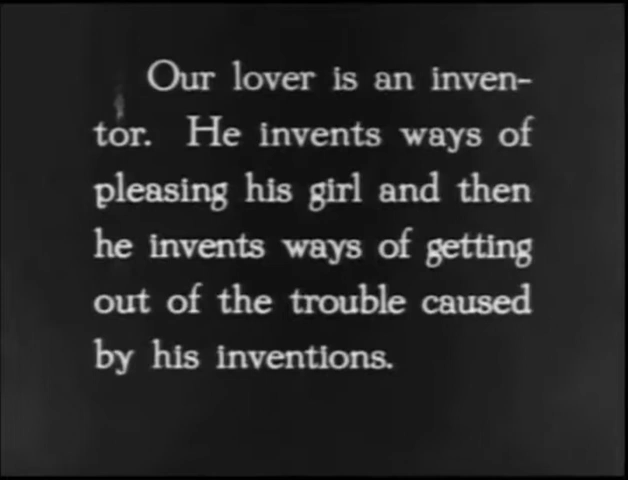 Our lover is an inven-
tor. He invents ways of
pleasing his girl and then
he invents ways of getting
out of the trouble caused
by his inventions.